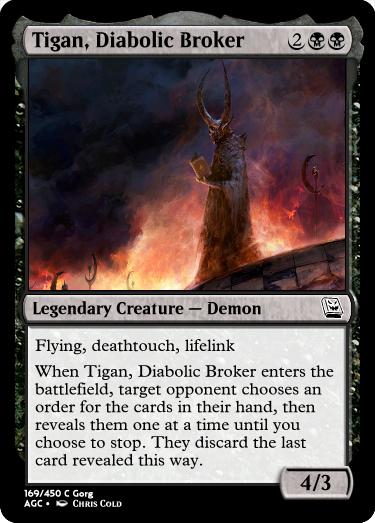 Tigan, Diabolic Broker 2
Legendary Creature — Demon
Flying, deathtouch, lifelink
When Tigan, Diabolic Broker enters the
battlefield, target opponent chooses an
order for the cards in their hand, then
reveals them one at a time until you
choose to stop. They discard the last
card revealed this way.
4/3
169/450 C Gorg
AGC • Chris Cold